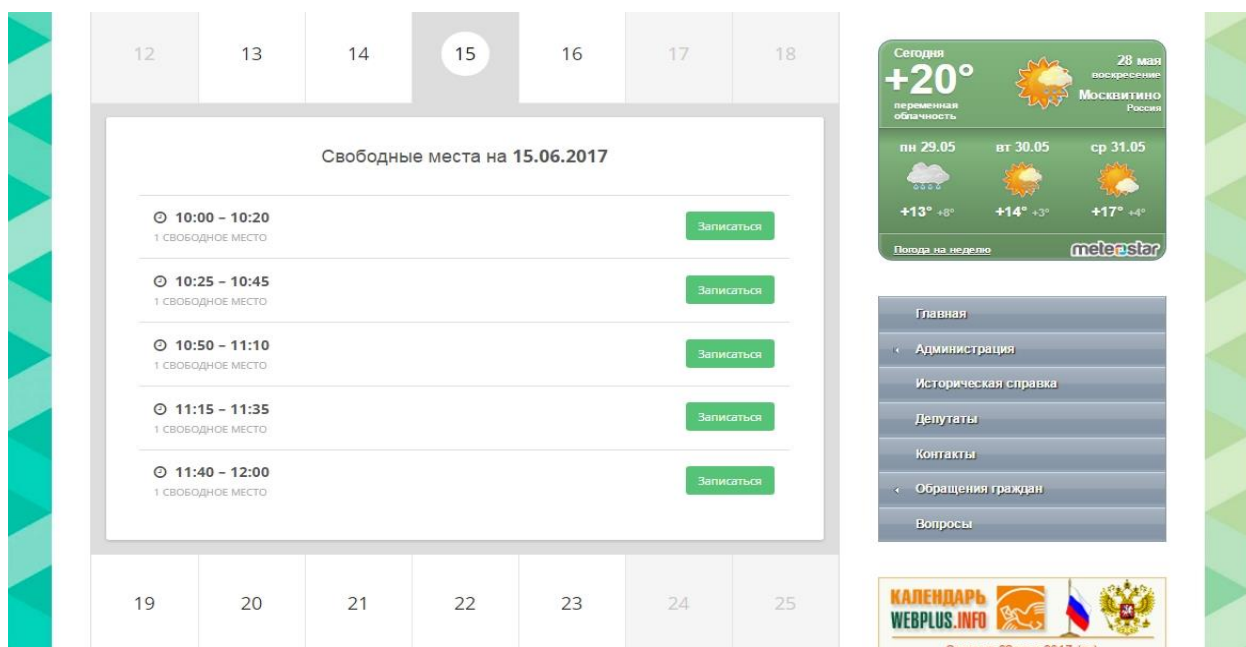 12 13 14 15 16 17 18
Свободные места на 15.06.2017
10:00 – 10:20
1 СВОБОДНОЕ МЕСТО
Записаться
10:25 – 10:45
1 СВОБОДНОЕ МЕСТО
Записаться
10:50 – 11:10
1 СВОБОДНОЕ МЕСТО
Записаться
11:15 – 11:35
1 СВОБОДНОЕ МЕСТО
Записаться
11:40 – 12:00
1 СВОБОДНОЕ МЕСТО
Записаться
19 20 21 22 23 24 25
Сегодня
+20°
переменная
облачность
28 мая
воскресение
Москвитино
Россия
пн 29.05 вт 30.05 ср 31.05
+13° +8° +14° +3° +17° +4°
Погода на неделю
meteostar
Главная
Администрация
Историческая справка
Депутаты
Контакты
Обращения граждан
Вопросы
КАЛЕНДАРЬ
WEBPLUS.INFO